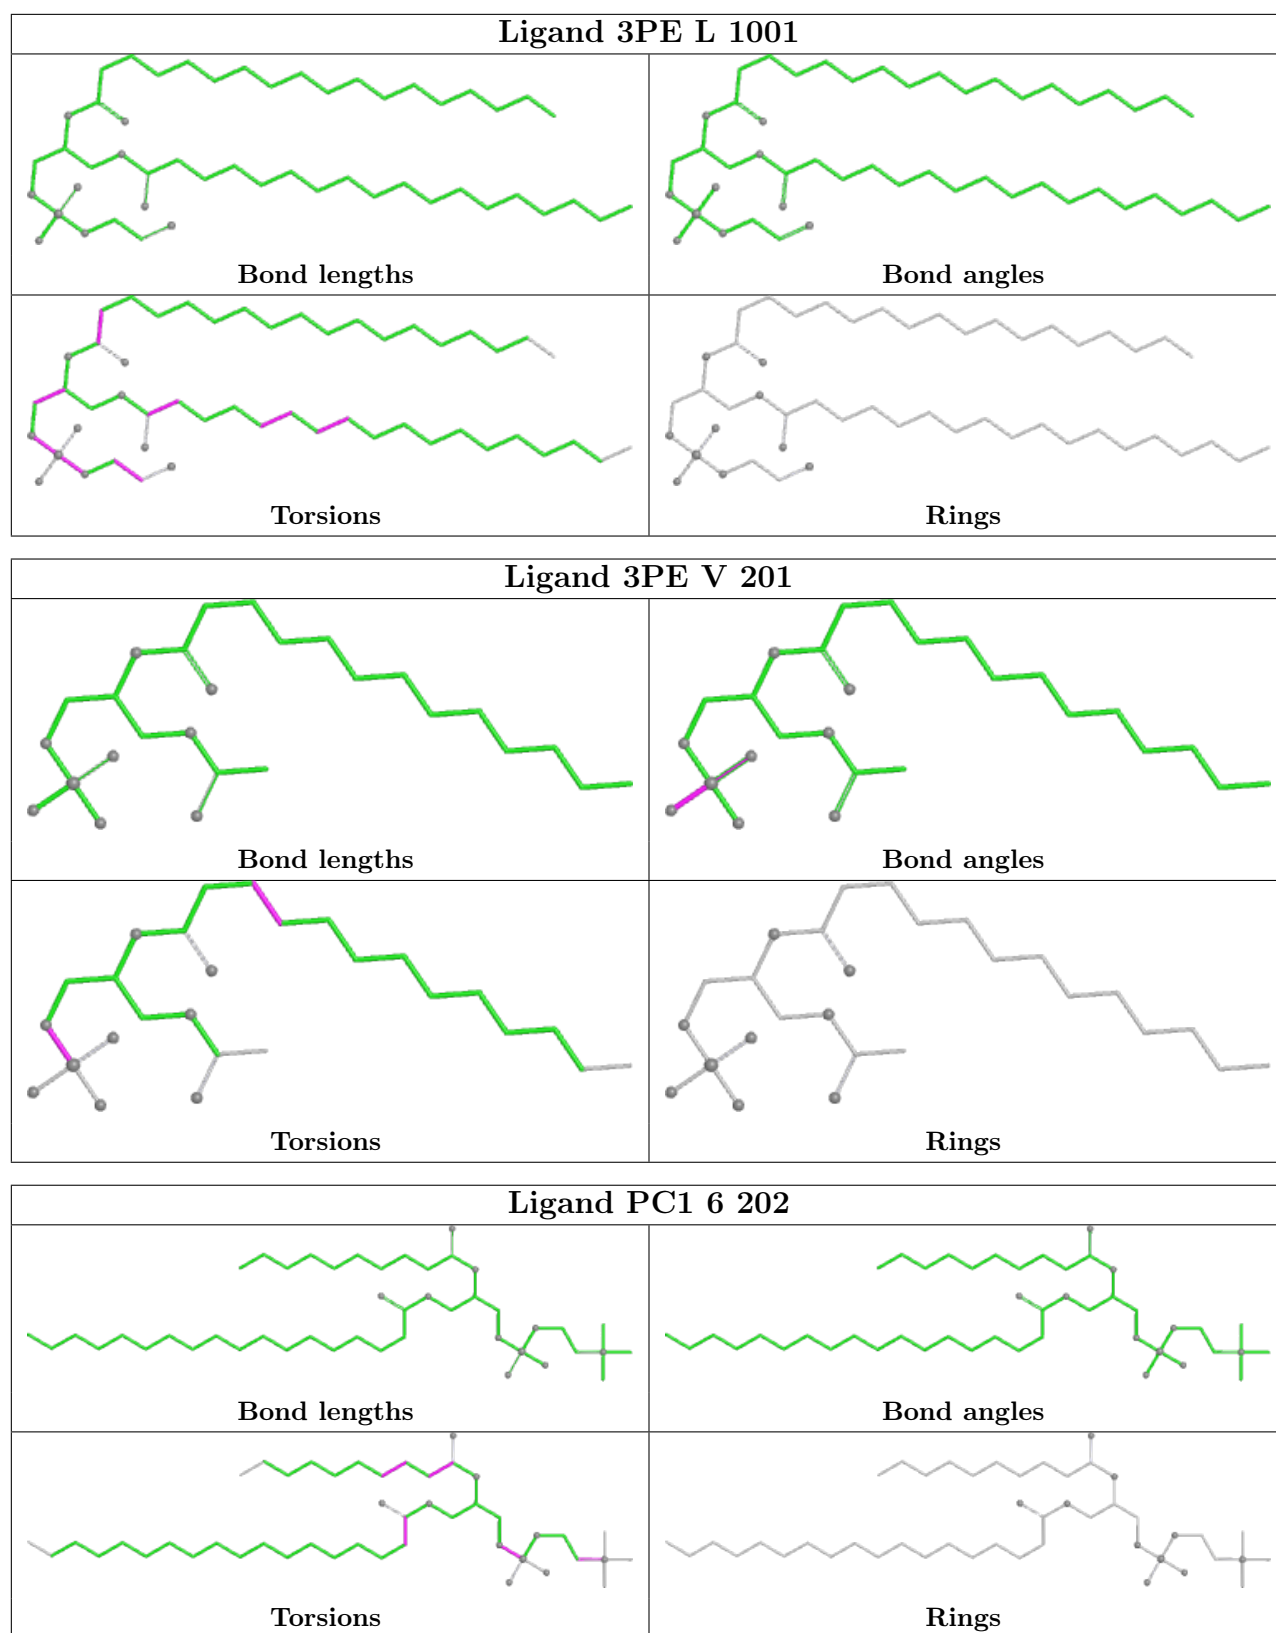 Ligand 3PE L 1001
Bond lengths
Bond angles
Torsions
Rings
Ligand 3PE V 201
Bond lengths
Bond angles
Torsions
Rings
Ligand PC1 6 202
Bond lengths
Bond angles
Torsions
Rings